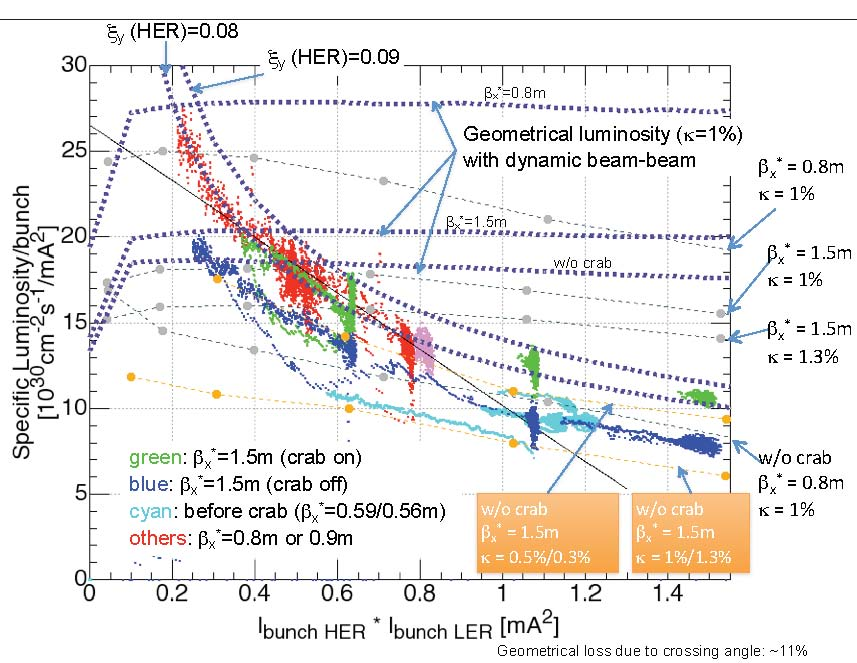 ξy (HER)=0.08
ξy (HER)=0.09
30
25
20
15
10
5
0
Specific Luminosity/bunch
[10^30cm^-2s^-1/mA^2]
βx*=0.8m
Geometrical luminosity (κ=1%)
with dynamic beam-beam
βx*=1.5m
w/o crab
βx* = 0.8m
κ = 1%
βx* = 1.5m
κ = 1%
βx* = 1.5m
κ = 1.3%
w/o crab
βx* = 0.8m
κ = 1%
green: βx*=1.5m (crab on)
blue: βx*=1.5m (crab off)
cyan: before crab (βx*=0.59/0.56m)
others: βx*=0.8m or 0.9m
w/o crab
βx* = 1.5m
κ = 0.5%/0.3%
w/o crab
βx* = 1.5m
κ = 1%/1.3%
0 0.2 0.4 0.6 0.8 1 1.2 1.4
Ibunch HER * Ibunch LER [mA^2]
Geometrical loss due to crossing angle: ~11%